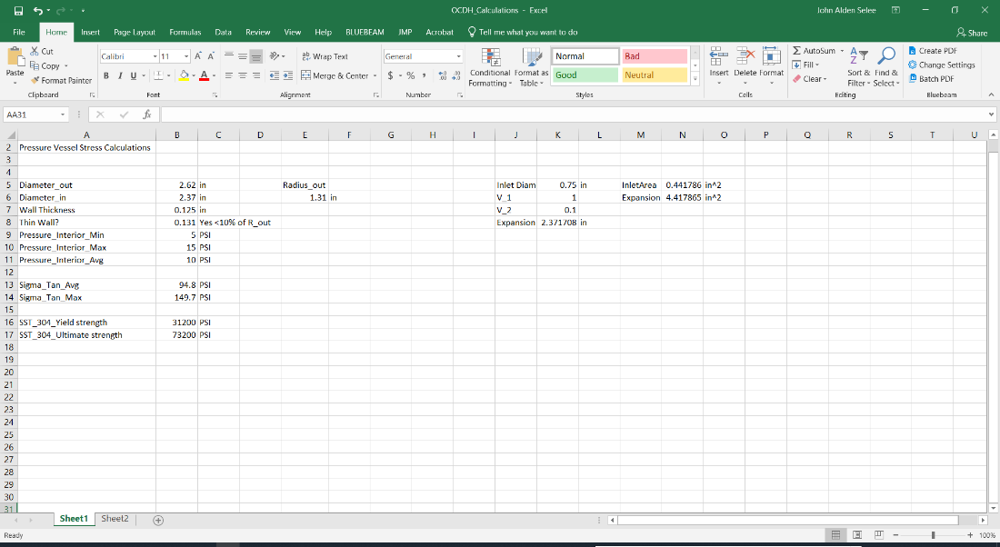 OCDH_Calculations - Excel
John Alden Selee
File Home Insert Page Layout Formulas Data Review View Help BLUEBEAM JMP Acrobat Tell me what you want to do Share
Paste
Cut
Copy
Format Painter
Clipboard
Calibri 11 A A
B I U A
Font
ab Wrap Text
Merge & Center
Alignment
General
$ % , .00 .0
Number
Conditional Formatting
Format as Table
Normal Bad
Good Neutral
Styles
Insert Delete Format
Cells
AutoSum
Fill
Clear
Sort & Filter
Find & Select
Editing
Create PDF
Change Settings
Batch PDF
Bluebeam
AA31 fx
A B C D E F G H I J K L M N O P Q R S T U
2 Pressure Vessel Stress Calculations
3
4
5 Diameter_out 2.62 in Radius_out Inlet Diam 0.75 in InletArea 0.441786 in^2
6 Diameter_in 2.37 in 1.31 in V_1 1 Expansion 4.417865 in^2
7 Wall Thickness 0.125 in V_2 0.1
8 Thin Wall? 0.131 Yes <10% of R_out Expansion 2.371708 in
9 Pressure_Interior_Min 5 PSI
10 Pressure_Interior_Max 15 PSI
11 Pressure_Interior_Avg 10 PSI
12
13 Sigma_Tan_Avg 94.8 PSI
14 Sigma_Tan_Max 149.7 PSI
15
16 SST_304_Yield strength 31200 PSI
17 SST_304_Ultimate strength 73200 PSI
18
19
20
21
22
23
24
25
26
27
28
29
30
31
Sheet1 Sheet2
Ready 100%